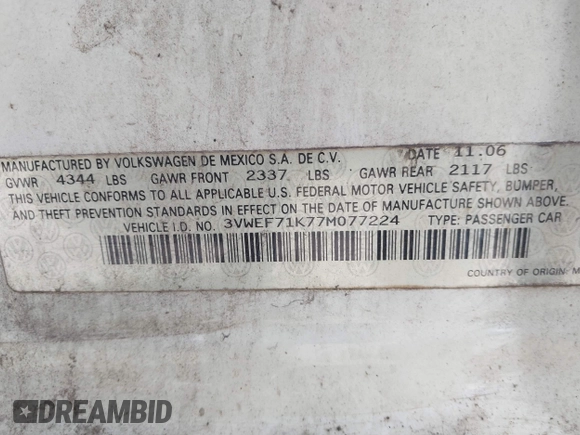 MANUFACTURED BY VOLKSWAGEN DE MEXICO S.A. DE C.V. DATE 11.06
GVWR 4344 LBS GAWR FRONT 2337 LBS GAWR REAR 2117 LBS
THIS VEHICLE CONFORMS TO ALL APPLICABLE U.S. FEDERAL MOTOR VEHICLE SAFETY, BUMPER,
AND THEFT PREVENTION STANDARDS IN EFFECT ON THE DATE OF MANUFACTURE SHOWN ABOVE.
VEHICLE I.D. NO. 3VWEF71K77M077224 TYPE: PASSENGER CAR
COUNTRY OF ORIGIN: M
DREAMBID